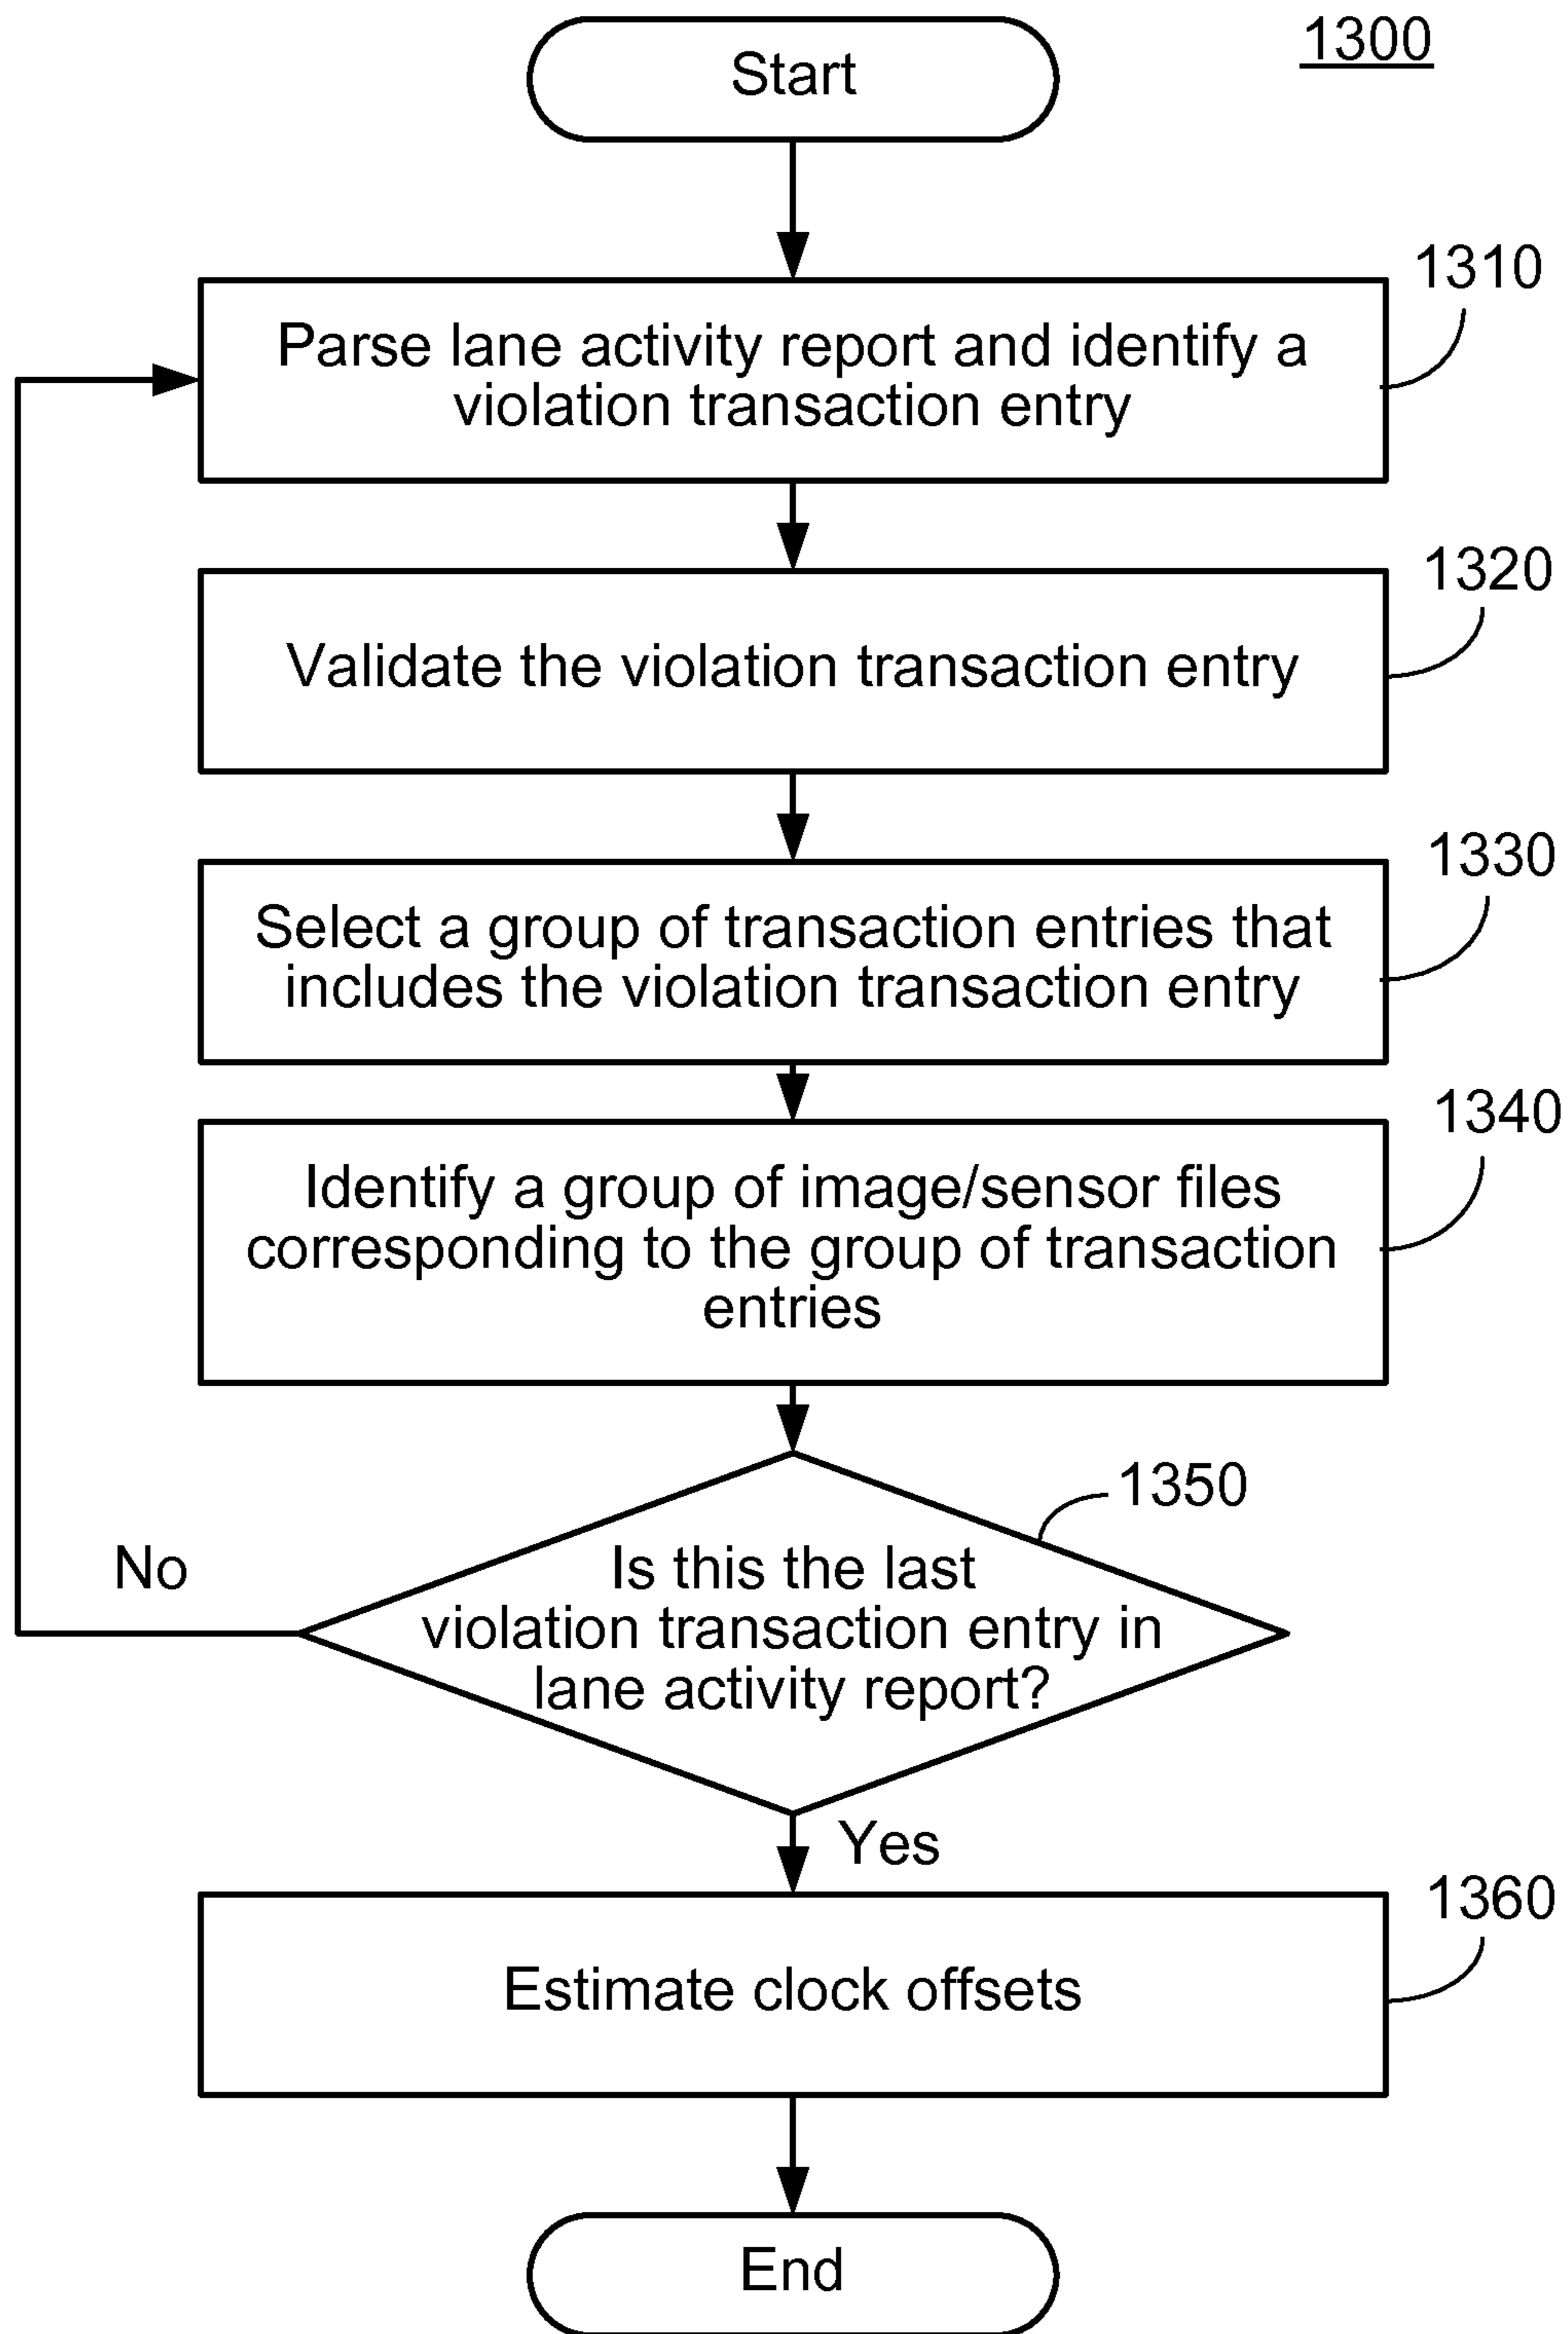 1300
Start
1310
Parse lane activity report and identify a
violation transaction entry
1320
Validate the violation transaction entry
1330
Select a group of transaction entries that
includes the violation transaction entry
1340
Identify a group of image/sensor files
corresponding to the group of transaction
entries
1350
Is this the last
violation transaction entry in
lane activity report?
No
Yes
1360
Estimate clock offsets
End